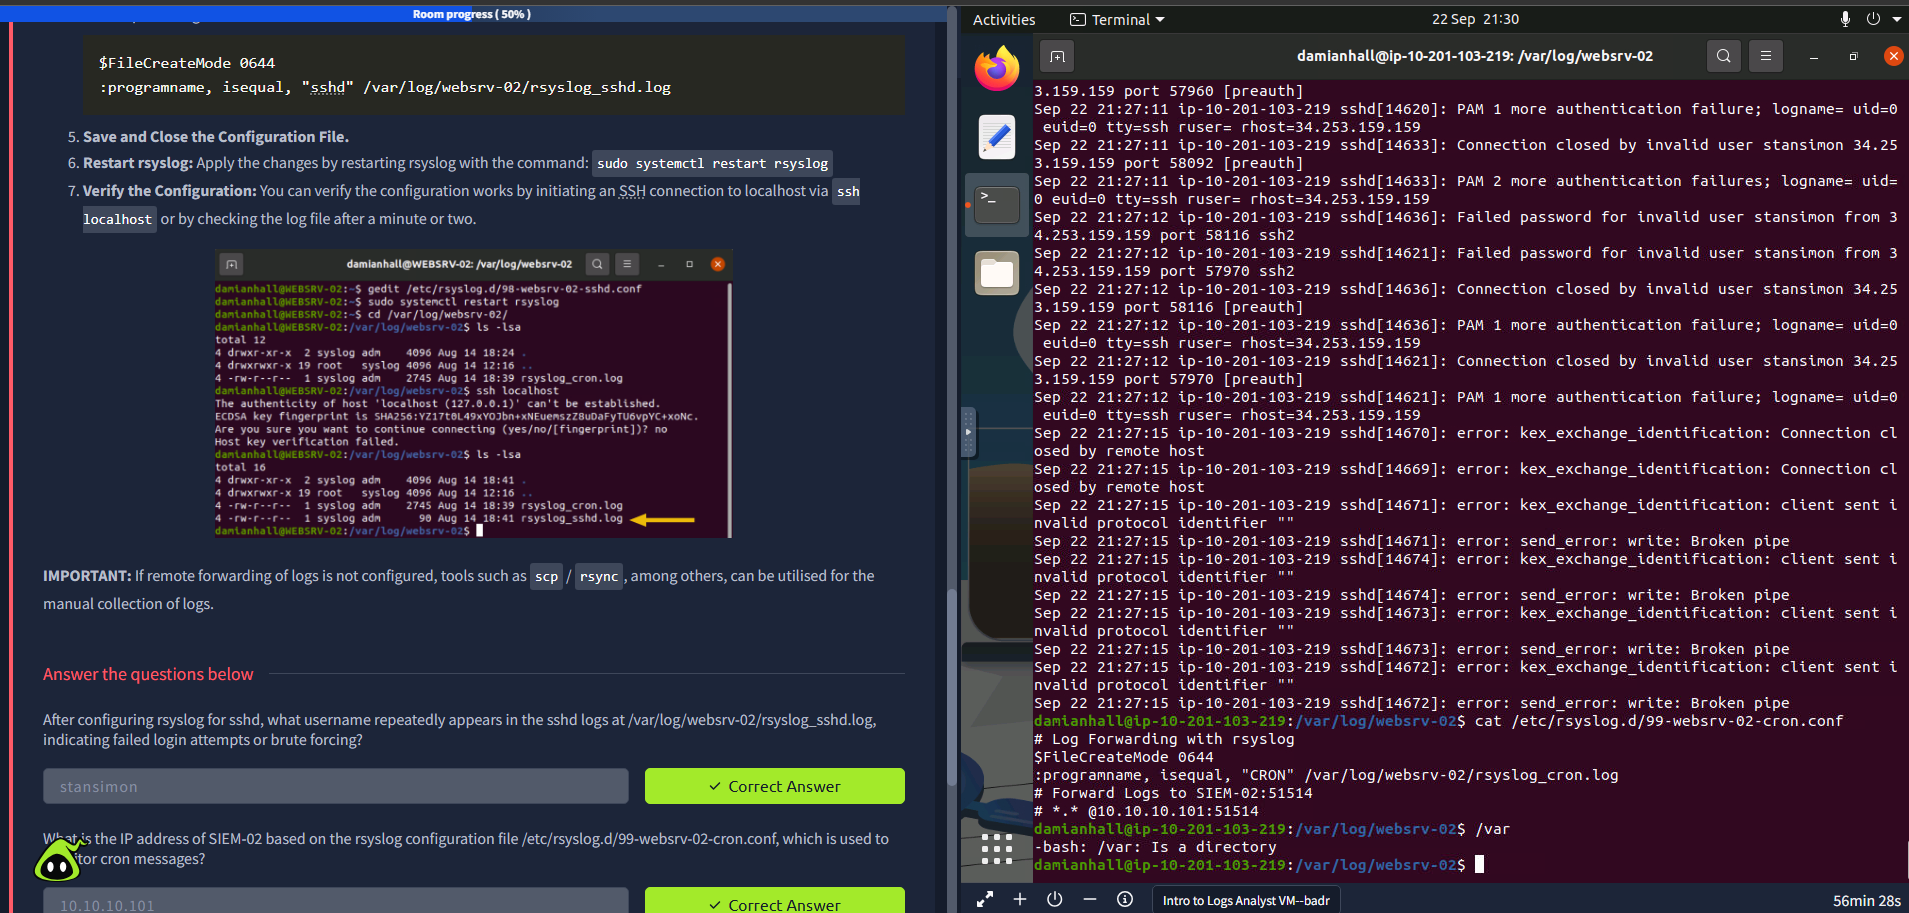 Room progress ( 50% )
$FileCreateMode 0644
:programname, isequal, "sshd" /var/log/websrv-02/rsyslog_sshd.log
5. Save and Close the Configuration File.
6. Restart rsyslog: Apply the changes by restarting rsyslog with the command: sudo systemctl restart rsyslog
7. Verify the Configuration: You can verify the configuration works by initiating an SSH connection to localhost via ssh
localhost or by checking the log file after a minute or two.
damianhall@WEBSRV-02: /var/log/websrv-02
damianhall@WEBSRV-02:~$ gedit /etc/rsyslog.d/98-websrv-02-sshd.conf
damianhall@WEBSRV-02:~$ sudo systemctl restart rsyslog
damianhall@WEBSRV-02:~$ cd /var/log/websrv-02/
damianhall@WEBSRV-02:/var/log/websrv-02$ ls -lsa
total 12
4 drwxr-xr-x  2 syslog adm    4096 Aug 14 18:24 .
4 drwxrwxr-x 19 root   syslog 4096 Aug 14 12:16 ..
4 -rw-r--r--  1 syslog adm    2745 Aug 14 18:39 rsyslog_cron.log
damianhall@WEBSRV-02:/var/log/websrv-02$ ssh localhost
The authenticity of host 'localhost (127.0.0.1)' can't be established.
ECDSA key fingerprint is SHA256:YZ17t0L49xYOJbn+xNEuemszZ8uDaFyTU6vpYC+xoNc.
Are you sure you want to continue connecting (yes/no/[fingerprint])? no
Host key verification failed.
damianhall@WEBSRV-02:/var/log/websrv-02$ ls -lsa
total 16
4 drwxr-xr-x  2 syslog adm    4096 Aug 14 18:41 .
4 drwxrwxr-x 19 root   syslog 4096 Aug 14 12:16 ..
4 -rw-r--r--  1 syslog adm    2745 Aug 14 18:39 rsyslog_cron.log
4 -rw-r--r--  1 syslog adm      90 Aug 14 18:41 rsyslog_sshd.log
damianhall@WEBSRV-02:/var/log/websrv-02$
IMPORTANT: If remote forwarding of logs is not configured, tools such as scp / rsync, among others, can be utilised for the
manual collection of logs.
Answer the questions below
After configuring rsyslog for sshd, what username repeatedly appears in the sshd logs at /var/log/websrv-02/rsyslog_sshd.log,
indicating failed login attempts or brute forcing?
stansimon
✓ Correct Answer
What is the IP address of SIEM-02 based on the rsyslog configuration file /etc/rsyslog.d/99-websrv-02-cron.conf, which is used to
itor cron messages?
10.10.10.101
✓ Correct Answer
Activities
Terminal
22 Sep 21:30
damianhall@ip-10-201-103-219: /var/log/websrv-02
3.159.159 port 57960 [preauth]
Sep 22 21:27:11 ip-10-201-103-219 sshd[14620]: PAM 1 more authentication failure; logname= uid=0
 euid=0 tty=ssh ruser= rhost=34.253.159.159
Sep 22 21:27:11 ip-10-201-103-219 sshd[14633]: Connection closed by invalid user stansimon 34.25
3.159.159 port 58092 [preauth]
Sep 22 21:27:11 ip-10-201-103-219 sshd[14633]: PAM 2 more authentication failures; logname= uid=
0 euid=0 tty=ssh ruser= rhost=34.253.159.159
Sep 22 21:27:12 ip-10-201-103-219 sshd[14636]: Failed password for invalid user stansimon from 3
4.253.159.159 port 58116 ssh2
Sep 22 21:27:12 ip-10-201-103-219 sshd[14621]: Failed password for invalid user stansimon from 3
4.253.159.159 port 57970 ssh2
Sep 22 21:27:12 ip-10-201-103-219 sshd[14636]: Connection closed by invalid user stansimon 34.25
3.159.159 port 58116 [preauth]
Sep 22 21:27:12 ip-10-201-103-219 sshd[14636]: PAM 1 more authentication failure; logname= uid=0
 euid=0 tty=ssh ruser= rhost=34.253.159.159
Sep 22 21:27:12 ip-10-201-103-219 sshd[14621]: Connection closed by invalid user stansimon 34.25
3.159.159 port 57970 [preauth]
Sep 22 21:27:12 ip-10-201-103-219 sshd[14621]: PAM 1 more authentication failure; logname= uid=0
 euid=0 tty=ssh ruser= rhost=34.253.159.159
Sep 22 21:27:15 ip-10-201-103-219 sshd[14670]: error: kex_exchange_identification: Connection cl
osed by remote host
Sep 22 21:27:15 ip-10-201-103-219 sshd[14669]: error: kex_exchange_identification: Connection cl
osed by remote host
Sep 22 21:27:15 ip-10-201-103-219 sshd[14671]: error: kex_exchange_identification: client sent i
nvalid protocol identifier ""
Sep 22 21:27:15 ip-10-201-103-219 sshd[14671]: error: send_error: write: Broken pipe
Sep 22 21:27:15 ip-10-201-103-219 sshd[14674]: error: kex_exchange_identification: client sent i
nvalid protocol identifier ""
Sep 22 21:27:15 ip-10-201-103-219 sshd[14674]: error: send_error: write: Broken pipe
Sep 22 21:27:15 ip-10-201-103-219 sshd[14673]: error: kex_exchange_identification: client sent i
nvalid protocol identifier ""
Sep 22 21:27:15 ip-10-201-103-219 sshd[14673]: error: send_error: write: Broken pipe
Sep 22 21:27:15 ip-10-201-103-219 sshd[14672]: error: kex_exchange_identification: client sent i
nvalid protocol identifier ""
Sep 22 21:27:15 ip-10-201-103-219 sshd[14672]: error: send_error: write: Broken pipe
damianhall@ip-10-201-103-219:/var/log/websrv-02$ cat /etc/rsyslog.d/99-websrv-02-cron.conf
# Log Forwarding with rsyslog
$FileCreateMode 0644
:programname, isequal, "CRON" /var/log/websrv-02/rsyslog_cron.log
# Forward Logs to SIEM-02:51514
# *.* @10.10.10.101:51514
damianhall@ip-10-201-103-219:/var/log/websrv-02$ /var
-bash: /var: Is a directory
damianhall@ip-10-201-103-219:/var/log/websrv-02$
Intro to Logs Analyst VM--badr
56min 28s